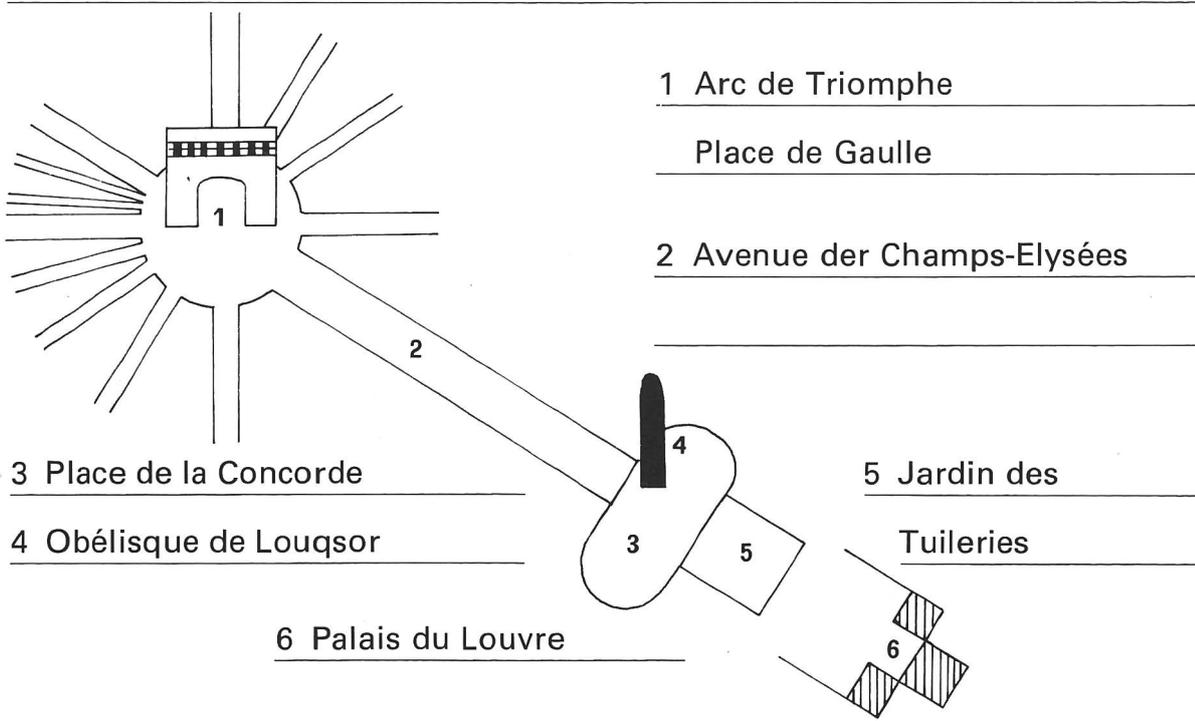 1 Arc de Triomphe
Place de Gaulle
2 Avenue der Champs-Elysées
3 Place de la Concorde
4 Obélisque de Louqsor
5 Jardin des
Tuileries
6 Palais du Louvre
1
2
4
3
5
6